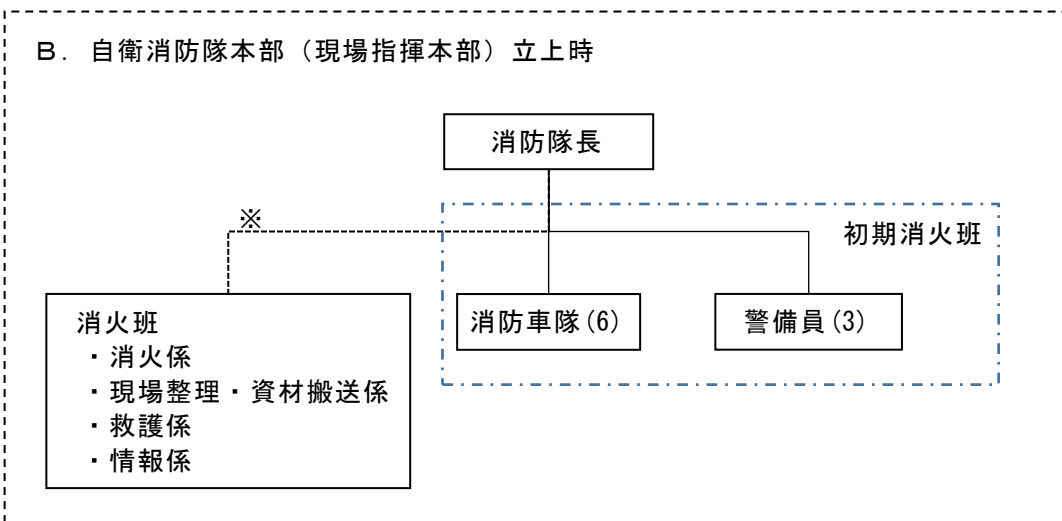 B. 自衛消防隊本部（現場指揮本部）立上時
消防隊長
※
初期消火班
消防車隊(6)
警備員(3)
消火班
・消火係
・現場整理・資材搬送係
・救護係
・情報係